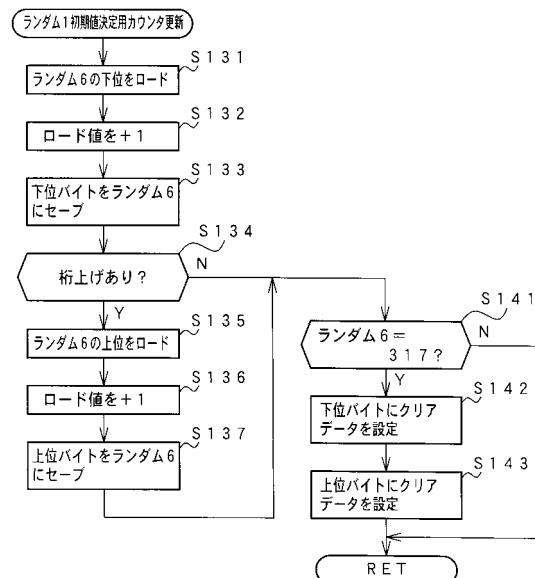 ランダム1初期値決定用カウンタ更新
S131
ランダム6の下位をロード
S132
ロード値を+1
S133
下位バイトをランダム6
にセーブ
S134
桁上げあり?
N
Y
S135
ランダム6の上位をロード
S136
ロード値を+1
S137
上位バイトをランダム6
にセーブ
S141
ランダム6=
317?
N
Y
S142
下位バイトにクリア
データを設定
S143
上位バイトにクリア
データを設定
RET